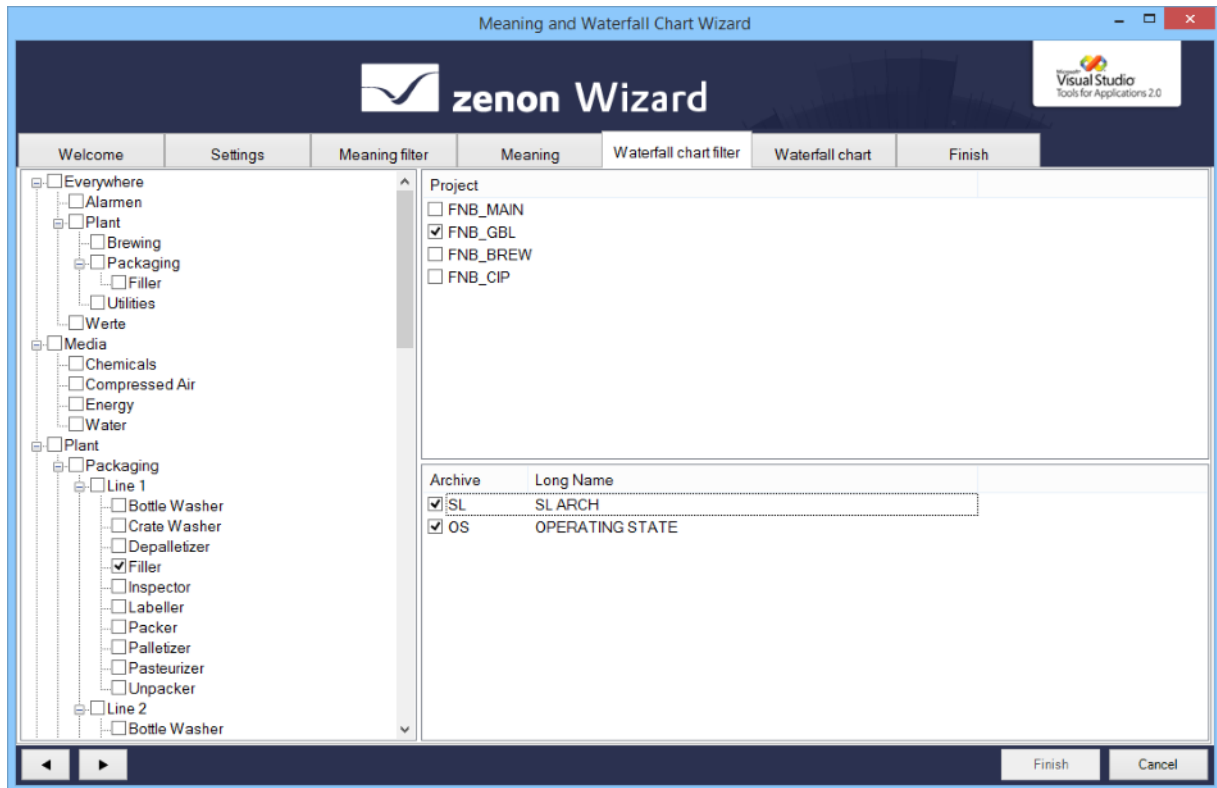 Meaning and Waterfall Chart Wizard
zenon Wizard
Microsoft
Visual Studio
Tools for Applications 2.0
Welcome
Settings
Meaning filter
Meaning
Waterfall chart filter
Waterfall chart
Finish
Everywhere
Alarmen
Plant
Brewing
Packaging
Filler
Utilities
Werte
Media
Chemicals
Compressed Air
Energy
Water
Plant
Packaging
Line 1
Bottle Washer
Crate Washer
Depalletizer
Filler
Inspector
Labeller
Packer
Palletizer
Pasteurizer
Unpacker
Line 2
Bottle Washer
Project
FNB_MAIN
FNB_GBL
FNB_BREW
FNB_CIP
Archive Long Name
SL SL ARCH
OS OPERATING STATE
Finish
Cancel